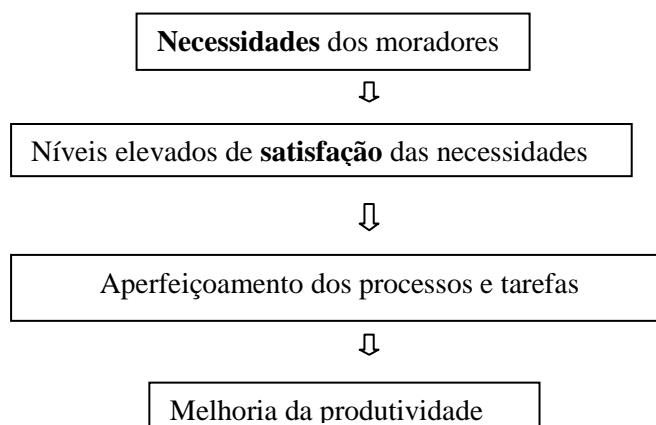 Necessidades dos moradores
Níveis elevados de satisfação das necessidades
Aperfeiçoamento dos processos e tarefas
Melhoria da produtividade